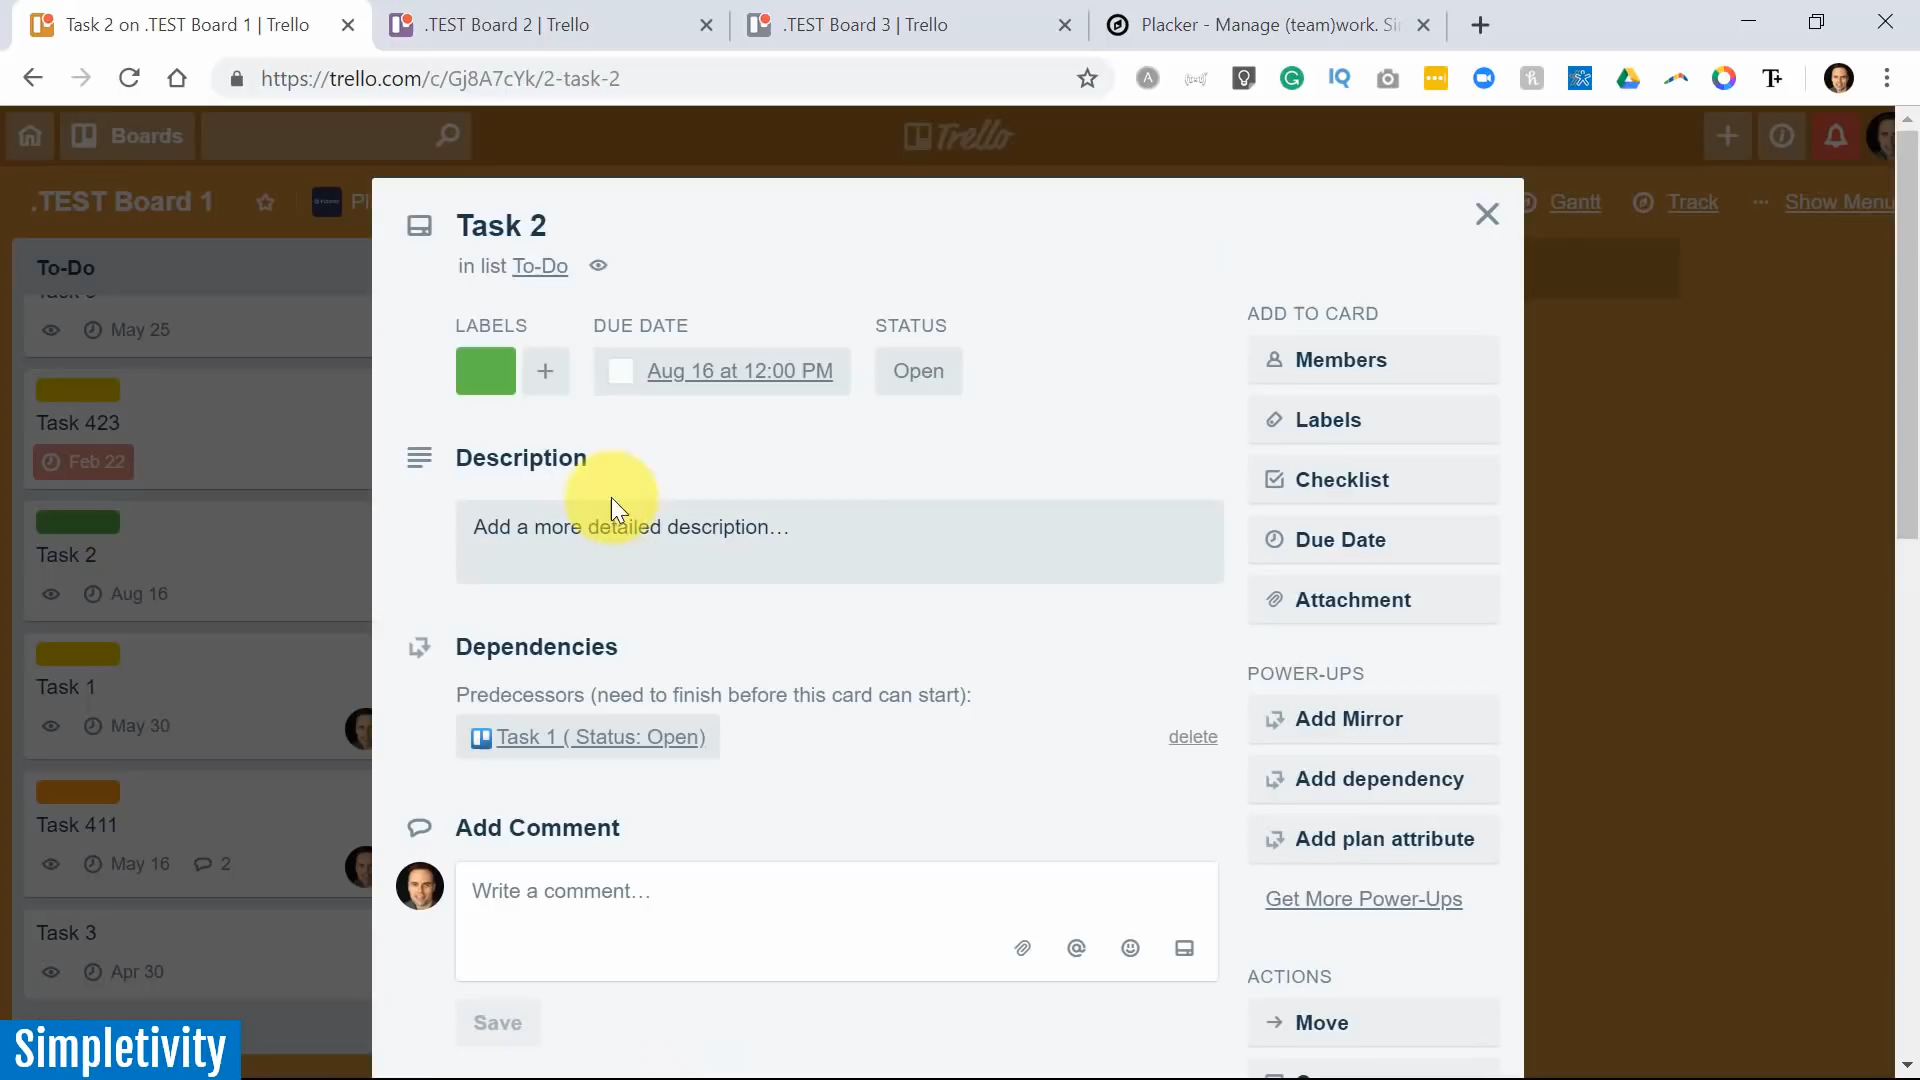 Task 2 on .TEST Board 1 | Trello
.TEST Board 2 | Trello
.TEST Board 3 | Trello
Placker - Manage (team)work. Si
https://trello.com/c/Gj8A7cYk/2-task-2
Boards
Trello
.TEST Board 1
Pl
Gantt
Track
Show Menu
To-Do
May 25
Task 423
Feb 22
Task 2
Aug 16
Task 1
May 30
Task 411
May 16
2
Task 3
Apr 30
Task 2
in list To-Do
LABELS
DUE DATE
STATUS
Aug 16 at 12:00 PM
Open
Description
Add a more detailed description…
Dependencies
Predecessors (need to finish before this card can start):
Task 1 ( Status: Open)
delete
Add Comment
Write a comment…
Save
ADD TO CARD
Members
Labels
Checklist
Due Date
Attachment
POWER-UPS
Add Mirror
Add dependency
Add plan attribute
Get More Power-Ups
ACTIONS
Move
Simpletivity